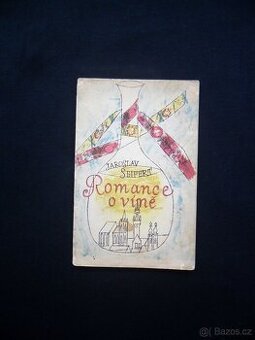 JAROSLAV
SEIFERT
Romance
o víně
Bazos.cz